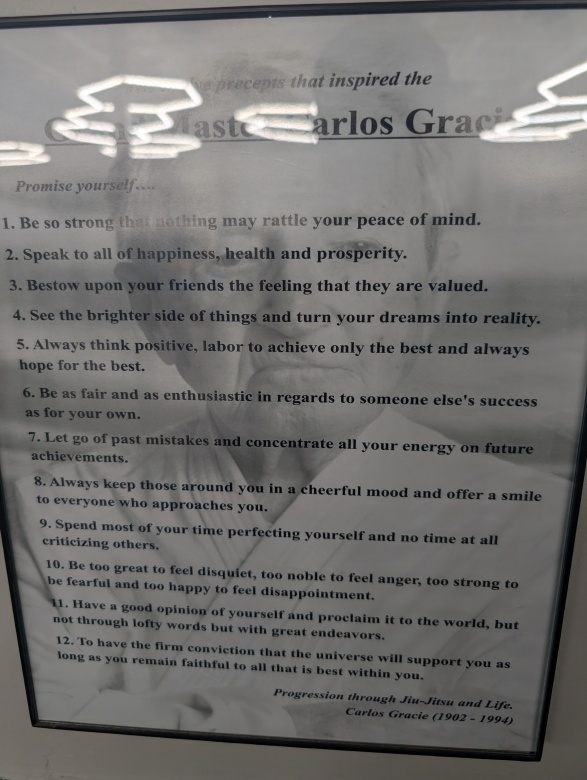 precepts that inspired the
Master Carlos Gracie
Promise yourself....
1. Be so strong that nothing may rattle your peace of mind.
2. Speak to all of happiness, health and prosperity.
3. Bestow upon your friends the feeling that they are valued.
4. See the brighter side of things and turn your dreams into reality.
5. Always think positive, labor to achieve only the best and always
hope for the best.
6. Be as fair and as enthusiastic in regards to someone else's success
as for your own.
7. Let go of past mistakes and concentrate all your energy on future
achievements.
8. Always keep those around you in a cheerful mood and offer a smile
to everyone who approaches you.
9. Spend most of your time perfecting yourself and no time at all
criticizing others.
10. Be too great to feel disquiet, too noble to feel anger, too strong to
be fearful and too happy to feel disappointment.
11. Have a good opinion of yourself and proclaim it to the world, but
not through lofty words but with great endeavors.
12. To have the firm conviction that the universe will support you as
long as you remain faithful to all that is best within you.
Progression through Jiu-Jitsu and Life.
Carlos Gracie (1902 - 1994)